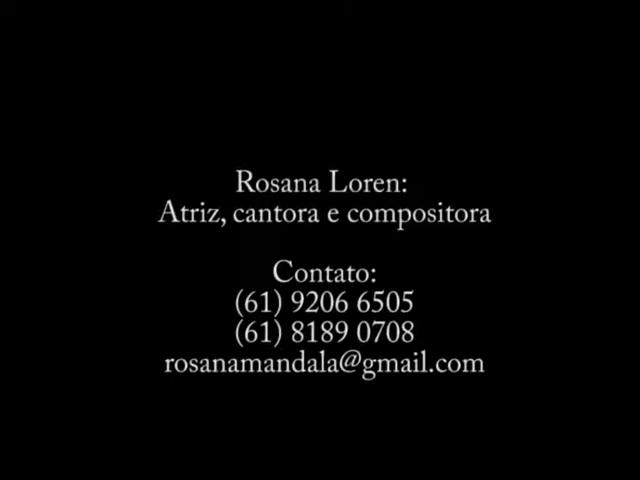 Rosana Loren:
Atriz, cantora e compositora
Contato:
(61) 9206 6505
(61) 8189 0708
rosanamandala@gmail.com